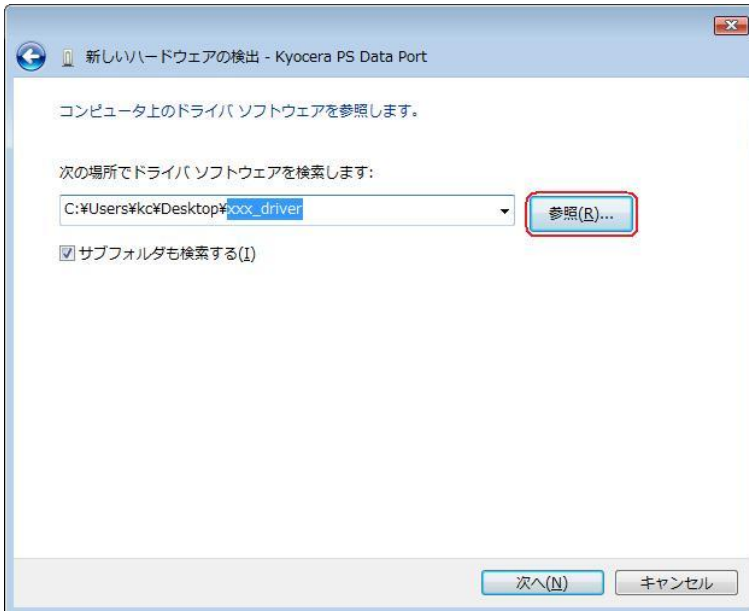 新しいハードウェアの検出 - Kyocera PS Data Port
コンピュータ上のドライバ ソフトウェアを参照します。
次の場所でドライバ ソフトウェアを検索します:
C:¥Users¥kc¥Desktop¥xxx_driver
参照(R)...
サブフォルダも検索する(I)
次へ(N)
キャンセル